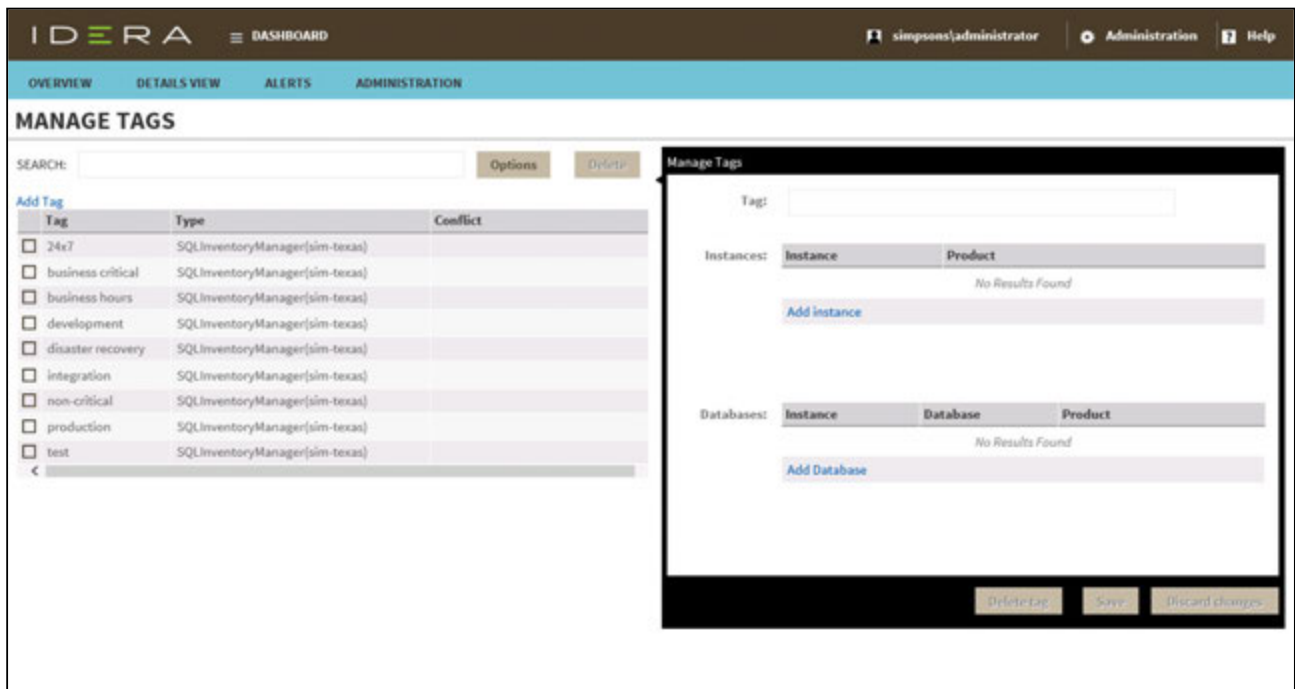 IDERA DASHBOARD simpsons\administrator Administration ? Help
OVERVIEW DETAILS VIEW ALERTS ADMINISTRATION
MANAGE TAGS
SEARCH: Options Delete
Add Tag
Tag Type Conflict
24x7 SQLInventoryManager(sim-texas)
business critical SQLInventoryManager(sim-texas)
business hours SQLInventoryManager(sim-texas)
development SQLInventoryManager(sim-texas)
disaster recovery SQLInventoryManager(sim-texas)
integration SQLInventoryManager(sim-texas)
non-critical SQLInventoryManager(sim-texas)
production SQLInventoryManager(sim-texas)
test SQLInventoryManager(sim-texas)
Manage Tags
Tag:
Instances: Instance Product
No Results Found
Add instance
Databases: Instance Database Product
No Results Found
Add Database
Delete tag Save Discard changes